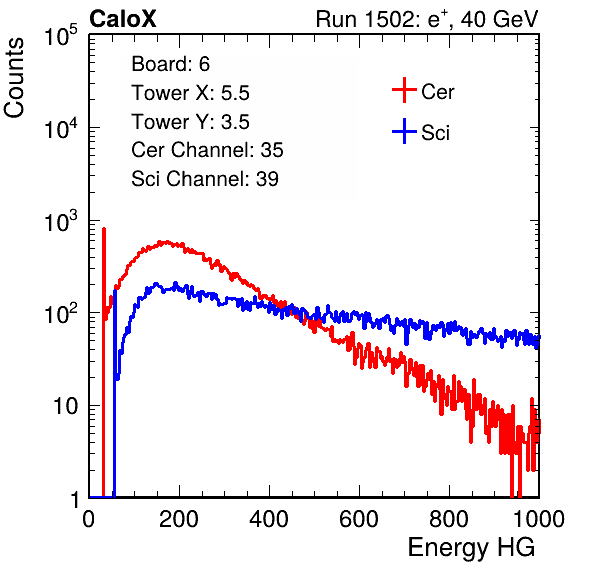 CaloX Run 1502: e⁺, 40 GeV
Board: 6
Tower X: 5.5
Tower Y: 3.5
Cer Channel: 35
Sci Channel: 39
Cer
Sci
Counts
10⁵
10⁴
10³
10²
10
1
0 200 400 600 800 1000
Energy HG